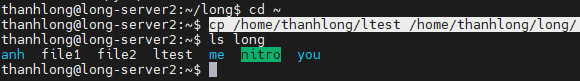 thanhlong@long-server2:~/long$ cd ~
thanhlong@long-server2:~$ cp /home/thanhlong/ltest /home/thanhlong/long/
thanhlong@long-server2:~$ ls long
anh  file1  file2  ltest  me  nitro  you
thanhlong@long-server2:~$